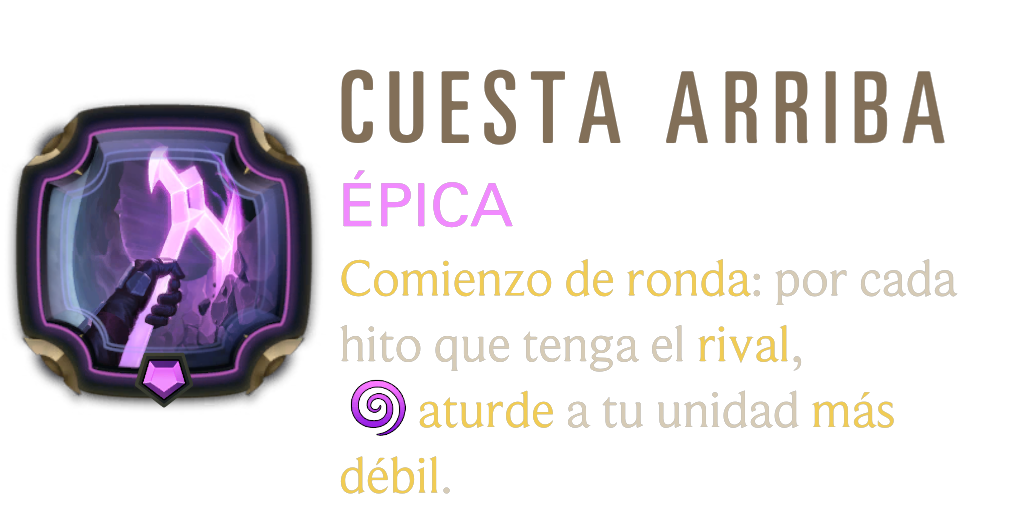 CUESTA ARRIBA
ÉPICA
Comienzo de ronda: por cada
hito que tenga el rival,
aturde a tu unidad más
débil.